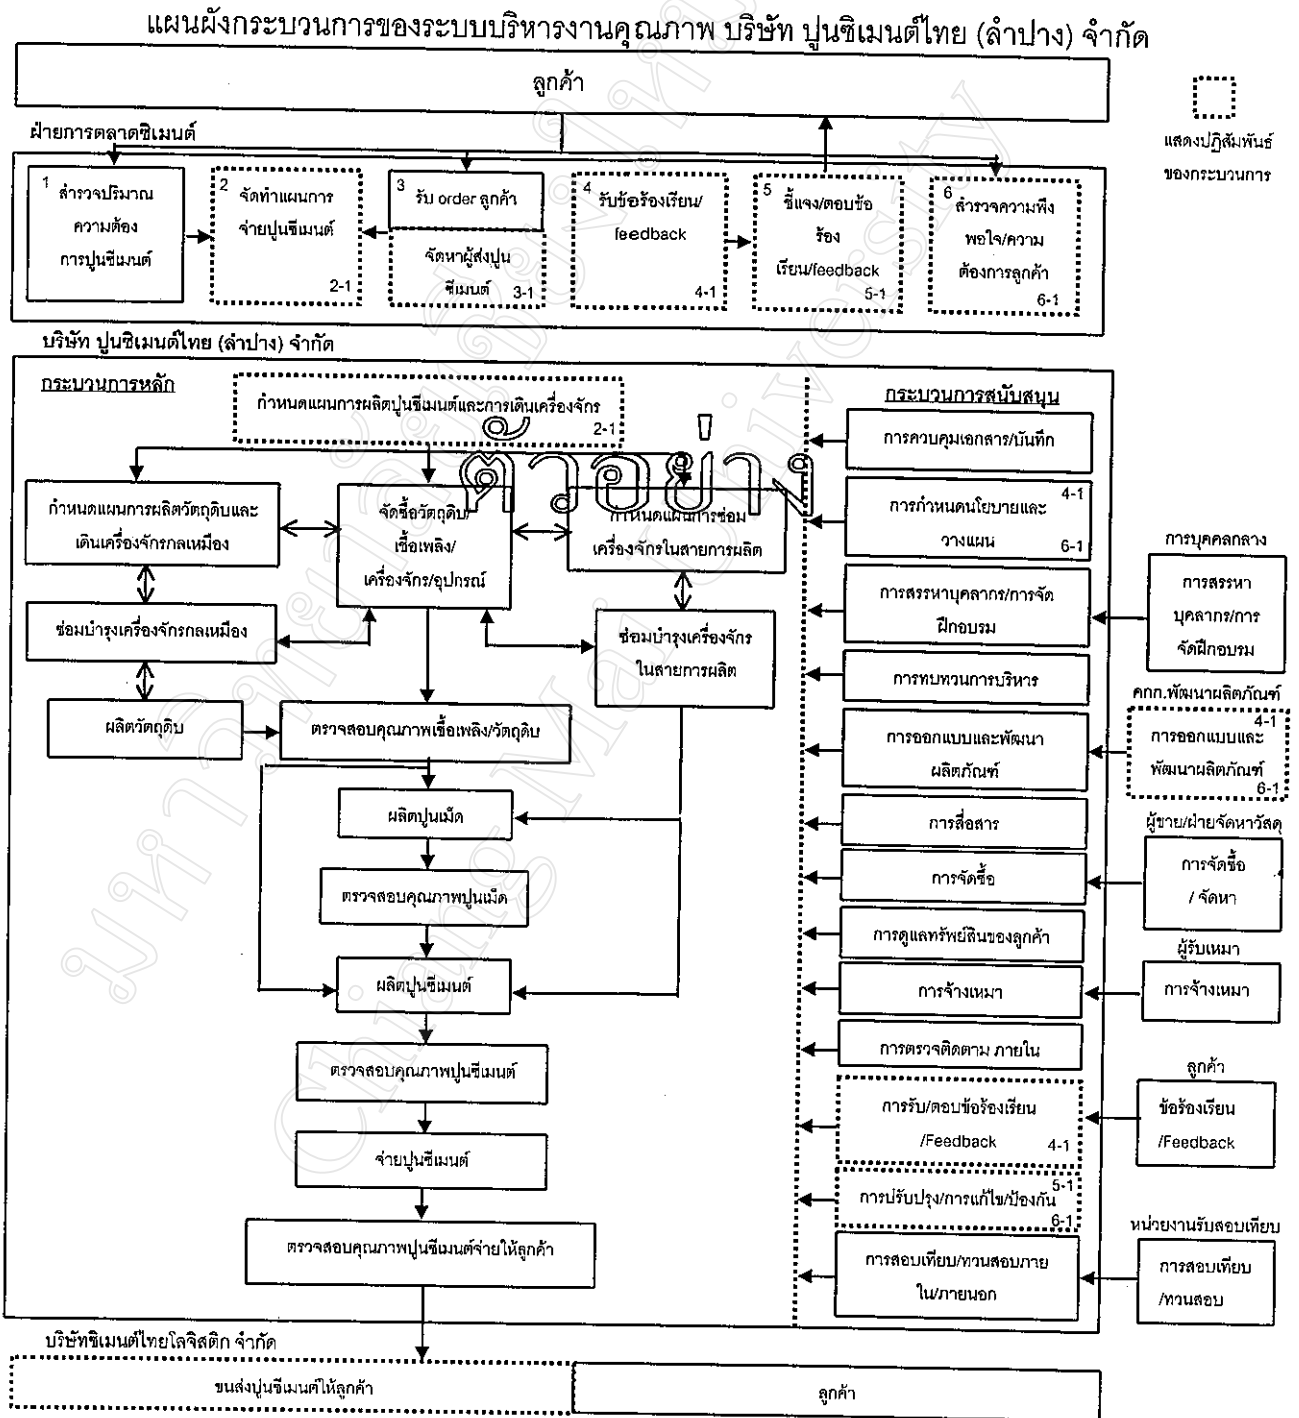 แผนผังกระบวนการของระบบบริหารงานคุณภาพ บริษัท ปูนซิเมนต์ไทย (ลำปาง) จำกัด
ลูกค้า
แสดงปฏิสัมพันธ์
ของกระบวนการ
ฝ่ายการตลาดซิเมนต์
1
สำรวจปริมาณ
ความต้อง
การปูนซีเมนต์
2
จัดทำแผนการ
จ่ายปูนซีเมนต์
2-1
3
รับ order ลูกค้า
จัดหาผู้ส่งปูน
ซีเมนต์
3-1
4
รับข้อร้องเรียน/
feedback
4-1
5
ชี้แจง/ตอบข้อ
ร้อง
เรียน/feedback
5-1
6
สำรวจความพึง
พอใจ/ความ
ต้องการลูกค้า
6-1
บริษัท ปูนซิเมนต์ไทย (ลำปาง) จำกัด
กระบวนการหลัก
กำหนดแผนการผลิตปูนซีเมนต์และการเดินเครื่องจักร
2-1
ตัวอย่าง
กำหนดแผนการผลิตวัตถุดิบและ
เดินเครื่องจักรกลเหมือง
จัดซื้อวัตถุดิบ/
เชื้อเพลิง/
เครื่องจักร/อุปกรณ์
กำหนดแผนการซ่อม
เครื่องจักรในสายการผลิต
ซ่อมบำรุงเครื่องจักรกลเหมือง
ซ่อมบำรุงเครื่องจักร
ในสายการผลิต
ผลิตวัตถุดิบ
ตรวจสอบคุณภาพเชื้อเพลิง/วัตถุดิบ
ผลิตปูนเม็ด
ตรวจสอบคุณภาพปูนเม็ด
ผลิตปูนซีเมนต์
ตรวจสอบคุณภาพปูนซีเมนต์
จ่ายปูนซีเมนต์
ตรวจสอบคุณภาพปูนซีเมนต์จ่ายให้ลูกค้า
กระบวนการสนับสนุน
การควบคุมเอกสาร/บันทึก
4-1
การกำหนดนโยบายและ
วางแผน
6-1
การสรรหาบุคลากร/การจัด
ฝึกอบรม
การทบทวนการบริหาร
การออกแบบและพัฒนา
ผลิตภัณฑ์
การสื่อสาร
การจัดซื้อ
การดูแลทรัพย์สินของลูกค้า
การจ้างเหมา
การตรวจติดตาม ภายใน
การรับ/ตอบข้อร้องเรียน
/Feedback
4-1
5-1
การปรับปรุง/การแก้ไข/ป้องกัน
6-1
การสอบเทียบ/ทวนสอบภาย
ใน/ภายนอก
การบุคคลกลาง
การสรรหา
บุคลากร/การ
จัดฝึกอบรม
คกก.พัฒนาผลิตภัณฑ์
4-1
การออกแบบและ
พัฒนาผลิตภัณฑ์
6-1
ผู้ขาย/ฝ่ายจัดหาวัสดุ
การจัดซื้อ
/ จัดหา
ผู้รับเหมา
การจ้างเหมา
ลูกค้า
ข้อร้องเรียน
/Feedback
หน่วยงานรับสอบเทียบ
การสอบเทียบ
/ทวนสอบ
บริษัทซิเมนต์ไทยโลจิสติก จำกัด
ขนส่งปูนซีเมนต์ให้ลูกค้า
ลูกค้า
มหาวิทยาลัยเชียงใหม่
Chiang Mai University